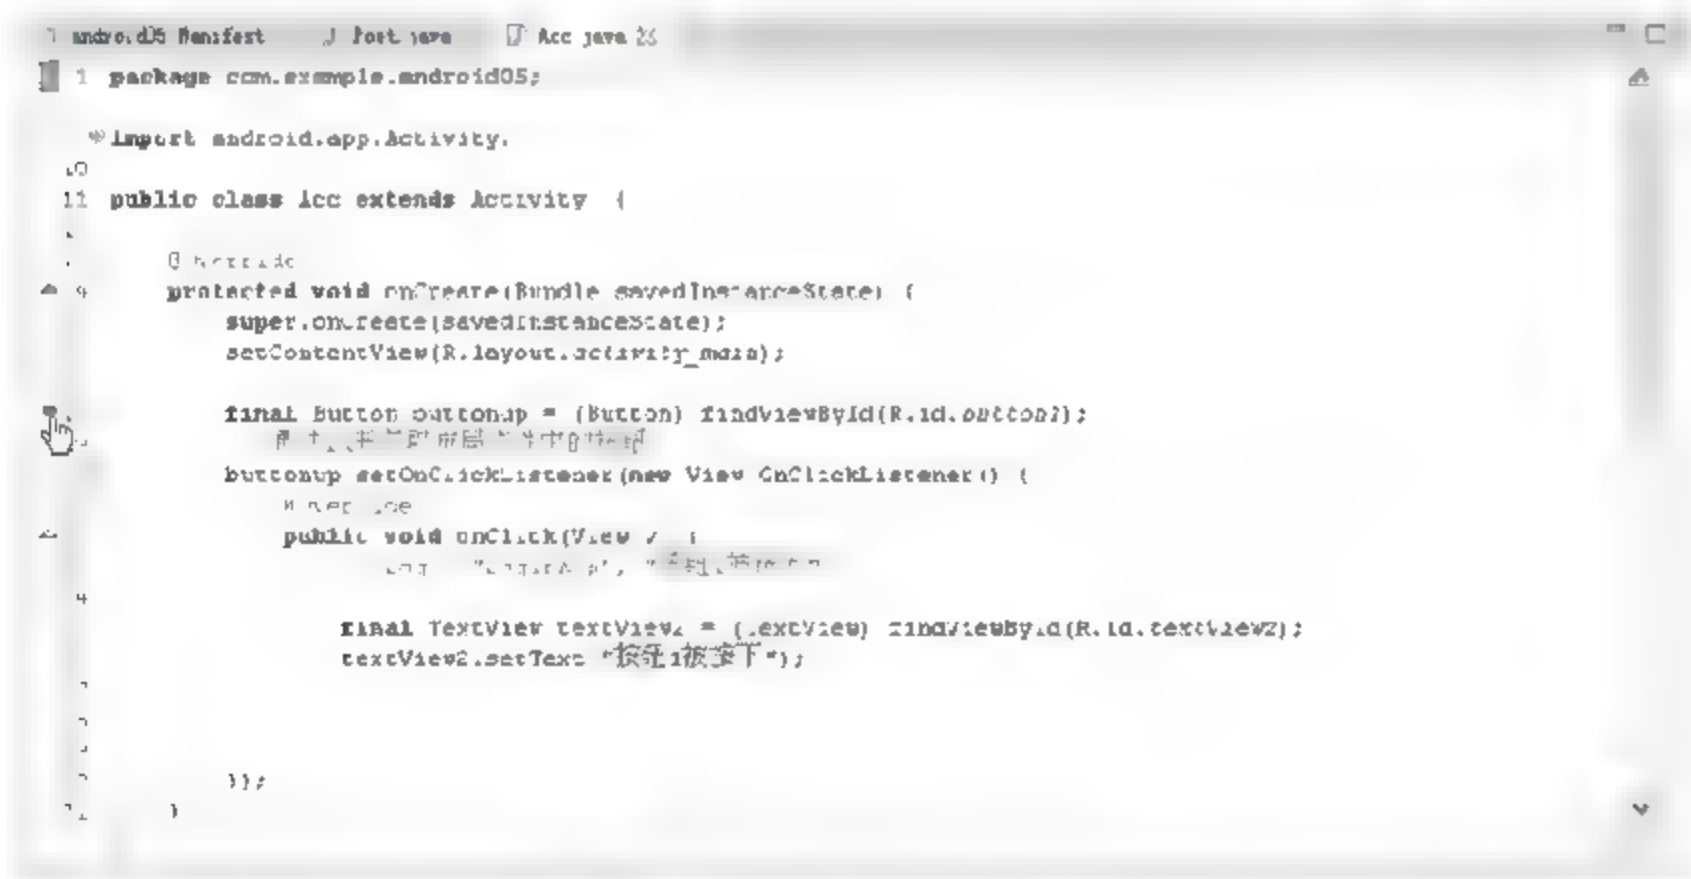 android05 Manifest Post.java Acc.java
1 package com.example.android05;
import android.app.Activity.
10
11 public class Acc extends Activity {
protected void onCreate(Bundle savedInstanceState) {
super.onCreate(savedInstanceState);
setContentView(R.layout.activity_main);
final Button buttonup = (Button) findViewById(R.id.button2);
buttonup setOnClickListener(new View OnClickListener() {
public void onClick(View
4
final TextView textView2 = (TextView) findViewById(R.id.textView2);
textView2.setText "按钮1被按下");
});
}